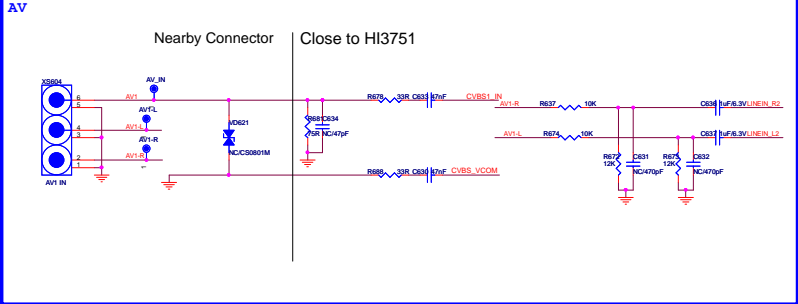 AV
Nearby Connector
Close to HI3751
XS604
6
5
4
3
2
1
AV1 IN
AV1
AV_IN
AV1-L
AV1-L
AV1-R
AV1-R
VD621
NC/CS0801M
R681
75R
C634
NC/47pF
R678
33R
C633
47nF
CVBS1_IN
R688
33R
C630
47nF
CVBS_VCOM
AV1-R
R637
10K
C636
1uF/6.3V
LINEIN_R2
AV1-L
R674
10K
C637
1uF/6.3V
LINEIN_L2
R672
12K
C631
NC/470pF
R673
12K
C632
NC/470pF